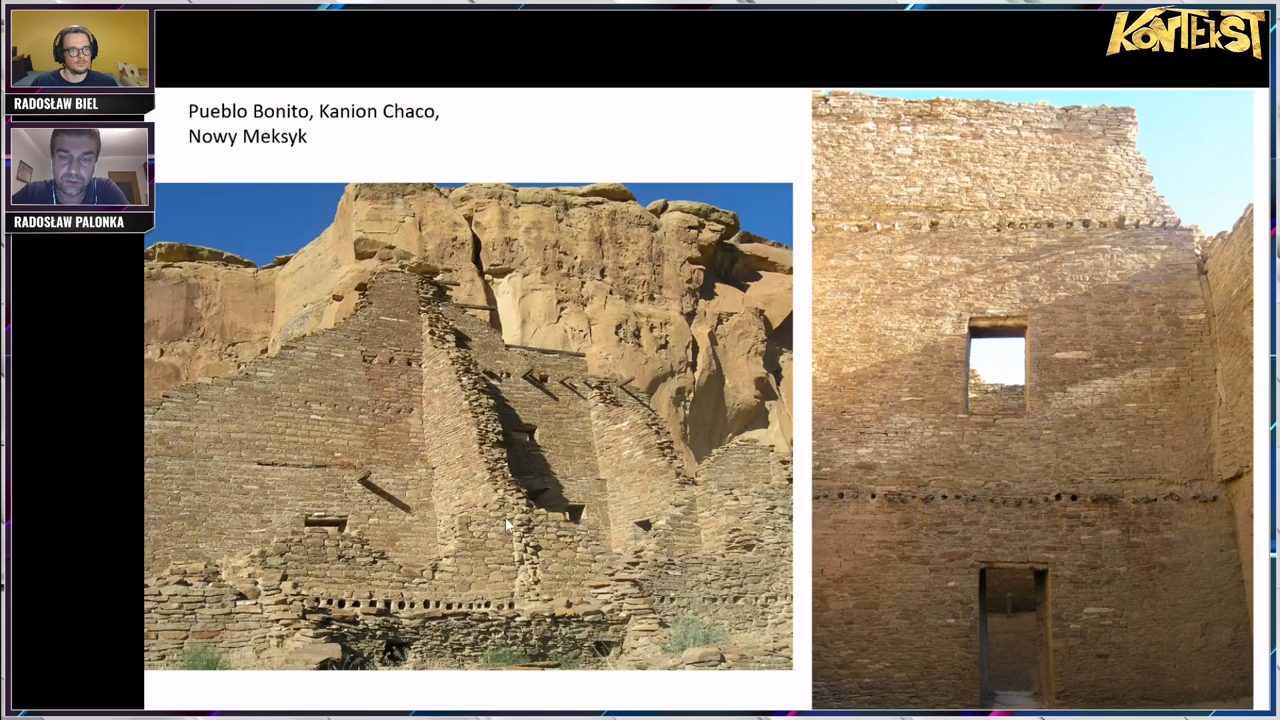 KONTEKST
RADOSŁAW BIEL
RADOSŁAW PALONKA
Pueblo Bonito, Kanion Chaco,
Nowy Meksyk